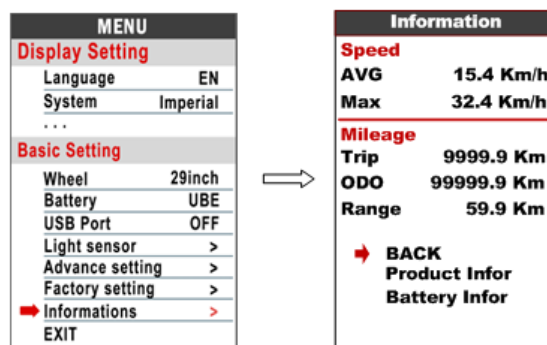 MENU
Display Setting
Language EN
System Imperial
. . .
Basic Setting
Wheel 29inch
Battery UBE
USB Port OFF
Light sensor >
Advance setting >
Factory setting >
Informations >
EXIT
Information
Speed
AVG 15.4 Km/h
Max 32.4 Km/h
Mileage
Trip 9999.9 Km
ODO 99999.9 Km
Range 59.9 Km
BACK
Product Infor
Battery Infor